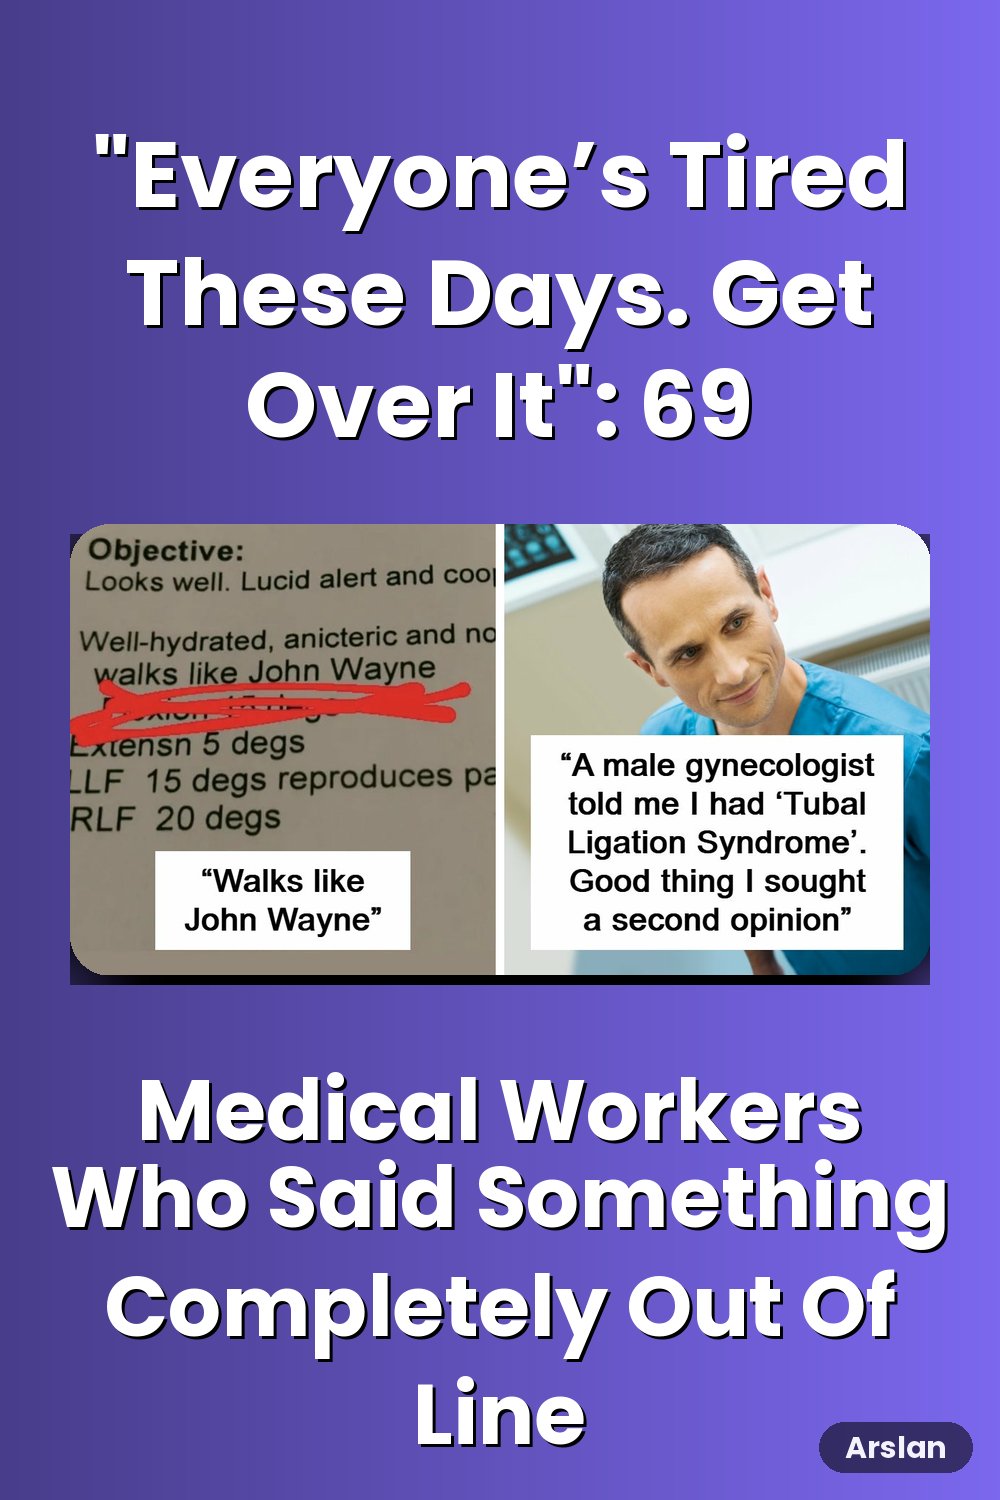 "Everyone’s Tired
These Days. Get
Over It": 69
Objective:
Looks well. Lucid alert and
Well-hydrated, anicteric and
walks like John Wayne
Extensn 5 degs
LLF 15 degs reproduces
RLF 20 degs
“Walks like
John Wayne”
“A male gynecologist
told me I had ‘Tubal
Ligation Syndrome’.
Good thing I sought
a second opinion”
Medical Workers
Who Said Something
Completely Out Of
Line
Arslan